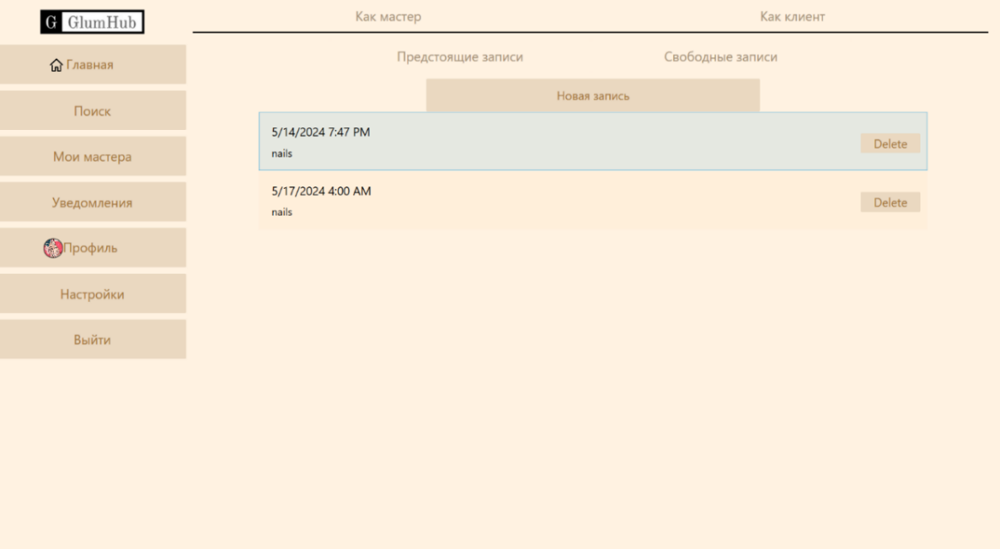 G GlumHub
Как мастер
Как клиент
Главная
Поиск
Мои мастера
Уведомления
Профиль
Настройки
Выйти
Предстоящие записи
Свободные записи
Новая запись
5/14/2024 7:47 PM
nails
Delete
5/17/2024 4:00 AM
nails
Delete